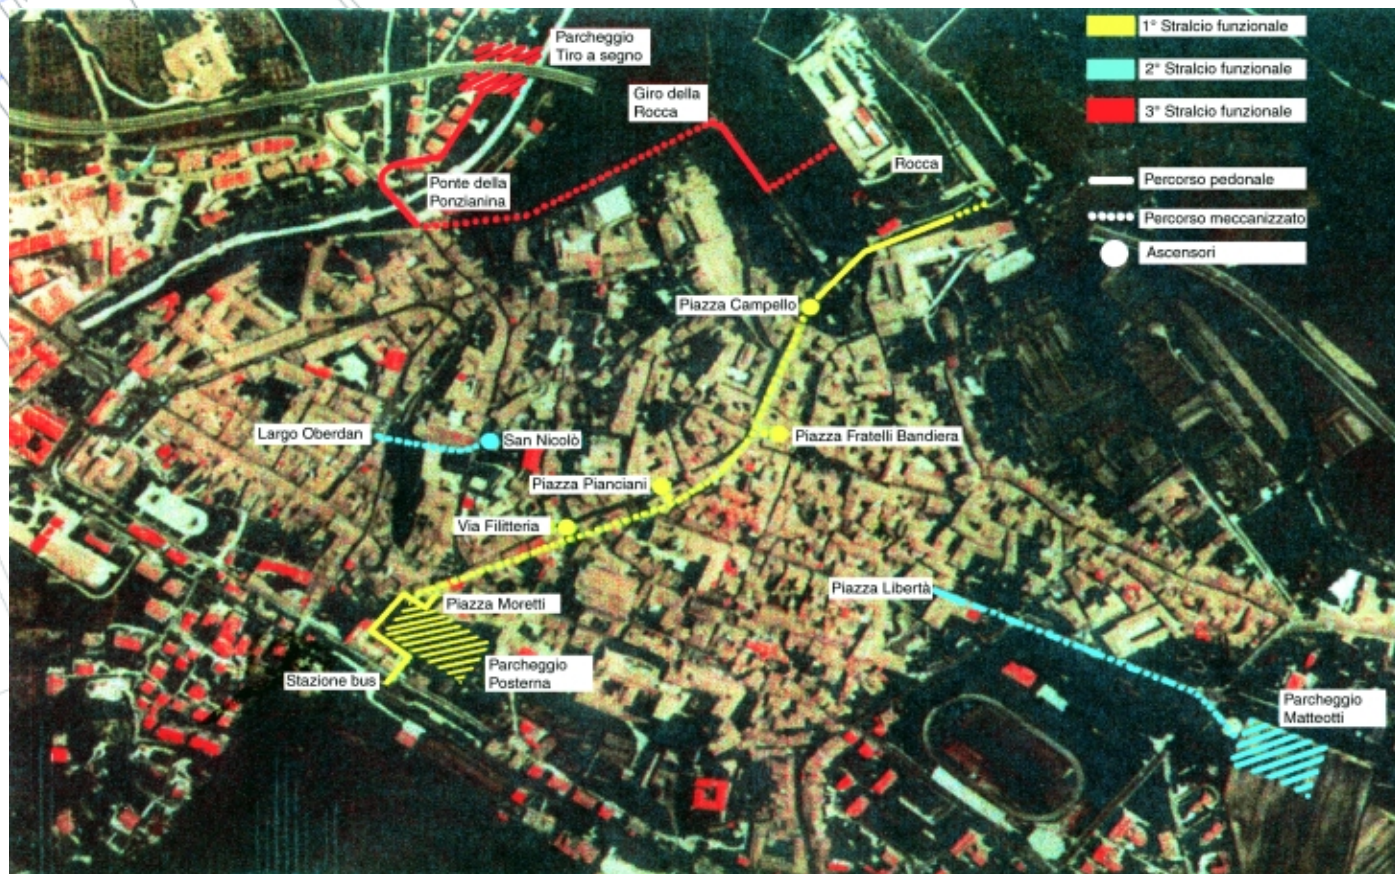 Parcheggio
Tiro a segno
1° Stralcio funzionale
2° Stralcio funzionale
3° Stralcio funzionale
Giro della
Rocca
Rocca
Percorso pedonale
Percorso meccanizzato
Ascensori
Ponte della
Ponzianina
Piazza Campello
Largo Oberdan
San Nicolò
Piazza Fratelli Bandiera
Piazza Pianciani
Via Filitteria
Piazza Libertà
Piazza Moretti
Parcheggio
Posterna
Stazione bus
Parcheggio
Matteotti